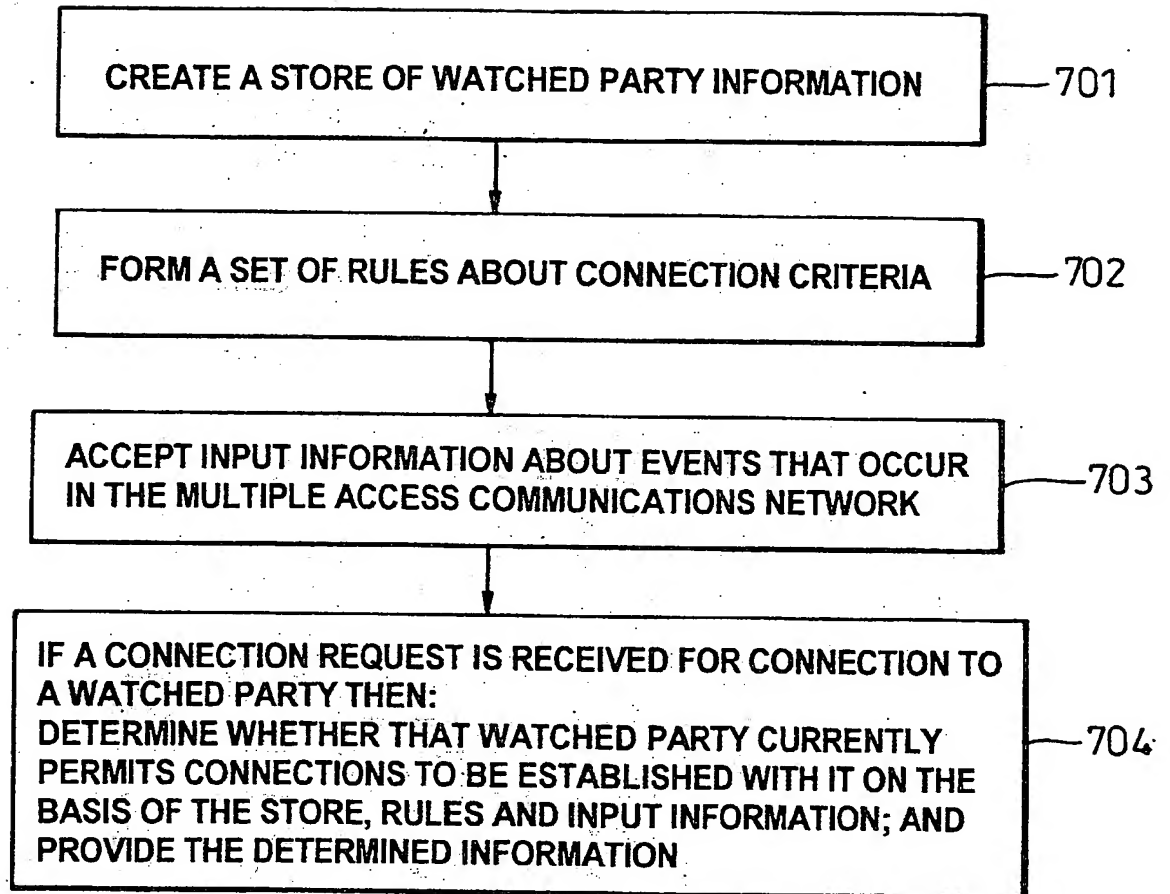 CREATE A STORE OF WATCHED PARTY INFORMATION
701
FORM A SET OF RULES ABOUT CONNECTION CRITERIA
702
ACCEPT INPUT INFORMATION ABOUT EVENTS THAT OCCUR
IN THE MULTIPLE ACCESS COMMUNICATIONS NETWORK
703
IF A CONNECTION REQUEST IS RECEIVED FOR CONNECTION TO
A WATCHED PARTY THEN:
DETERMINE WHETHER THAT WATCHED PARTY CURRENTLY
PERMITS CONNECTIONS TO BE ESTABLISHED WITH IT ON THE
BASIS OF THE STORE, RULES AND INPUT INFORMATION; AND
PROVIDE THE DETERMINED INFORMATION
704